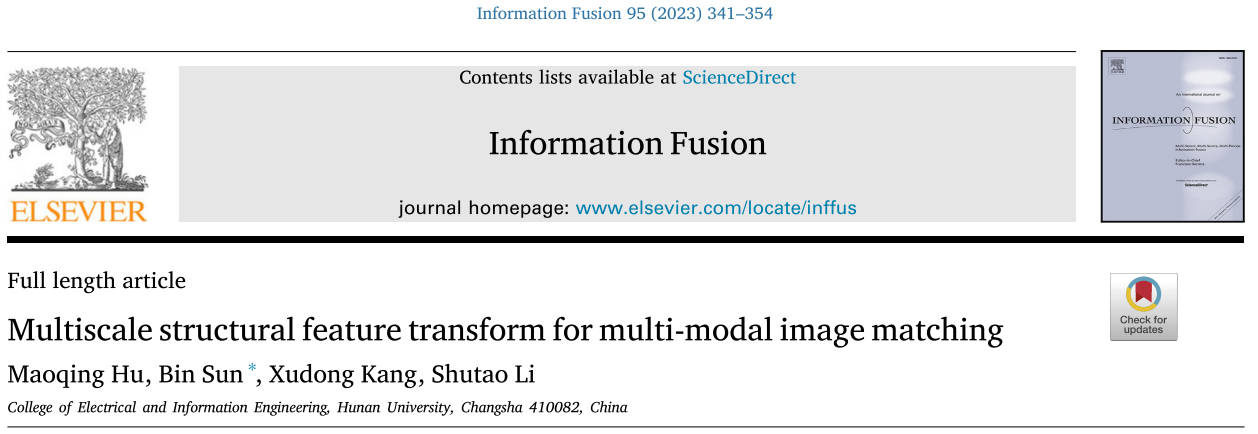 Information Fusion 95 (2023) 341–354
Contents lists available at ScienceDirect
Information Fusion
journal homepage: www.elsevier.com/locate/inffus
ELSEVIER
INFORMATION FUSION
Full length article
Check for
updates
Multiscale structural feature transform for multi-modal image matching
Maoqing Hu, Bin Sun *, Xudong Kang, Shutao Li
College of Electrical and Information Engineering, Hunan University, Changsha 410082, China